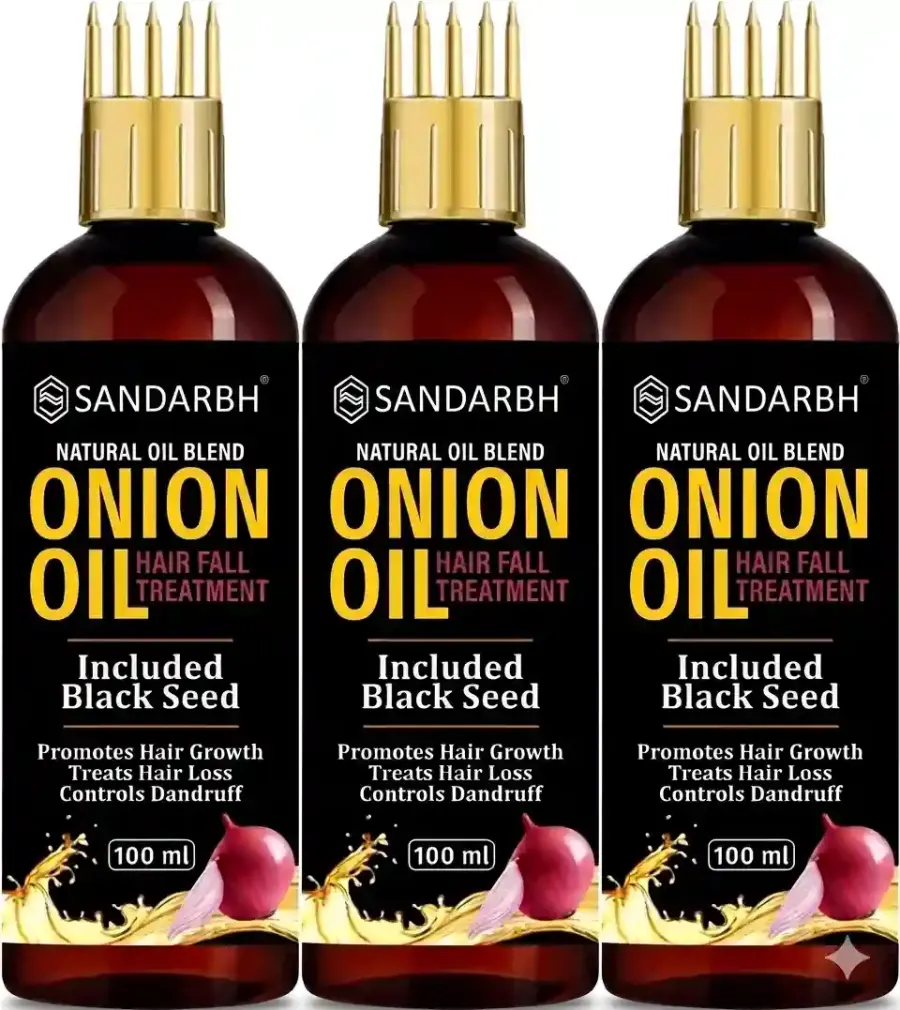 SANDARBH®
NATURAL OIL BLEND
ONION
OIL HAIR FALL
TREATMENT
Included
Black Seed
Promotes Hair Growth
Treats Hair Loss
Controls Dandruff
100 ml
SANDARBH®
NATURAL OIL BLEND
ONION
OIL HAIR FALL
TREATMENT
Included
Black Seed
Promotes Hair Growth
Treats Hair Loss
Controls Dandruff
100 ml
SANDARBH®
NATURAL OIL BLEND
ONION
OIL HAIR FALL
TREATMENT
Included
Black Seed
Promotes Hair Growth
Treats Hair Loss
Controls Dandruff
100 ml